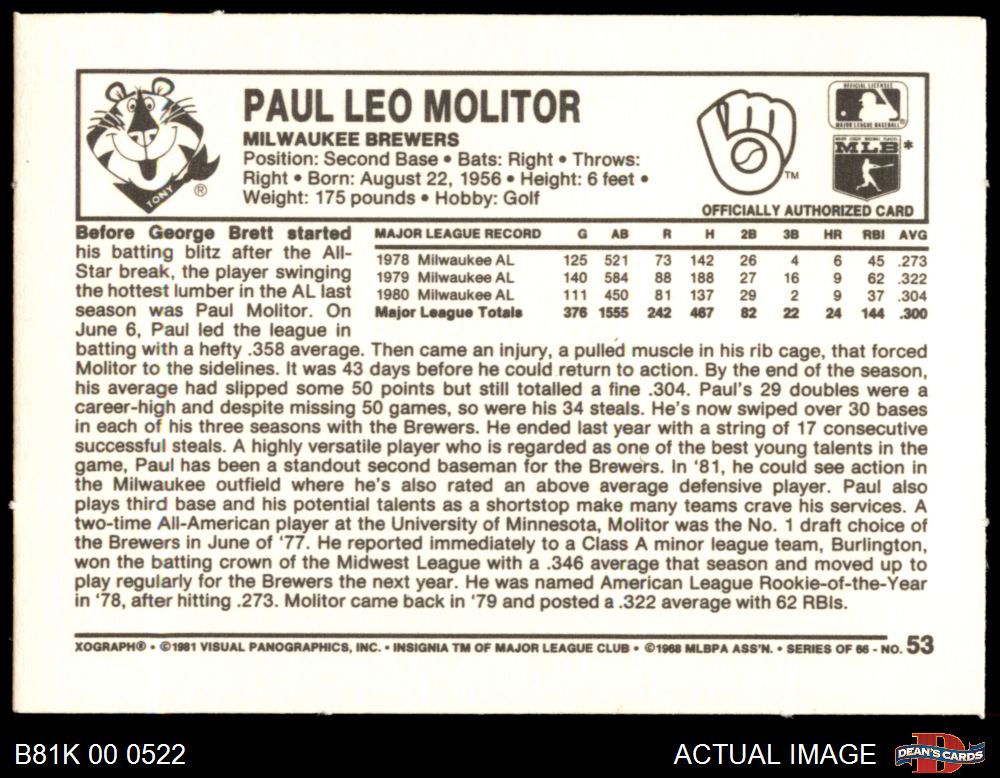 TONY ®
PAUL LEO MOLITOR
MILWAUKEE BREWERS
Position: Second Base • Bats: Right • Throws:
Right • Born: August 22, 1956 • Height: 6 feet •
Weight: 175 pounds • Hobby: Golf
TM
OFFICIAL LICENSEE
MAJOR LEAGUE BASEBALL
MLB *
OFFICIALLY AUTHORIZED CARD
MAJOR LEAGUE RECORD G AB R H 2B 3B HR RBI AVG
1978 Milwaukee AL 125 521 73 142 26 4 6 45 .273
1979 Milwaukee AL 140 584 88 188 27 16 9 62 .322
1980 Milwaukee AL 111 450 81 137 29 2 9 37 .304
Major League Totals 376 1555 242 467 82 22 24 144 .300
Before George Brett started
his batting blitz after the All-
Star break, the player swinging
the hottest lumber in the AL last
season was Paul Molitor. On
June 6, Paul led the league in
batting with a hefty .358 average. Then came an injury, a pulled muscle in his rib cage, that forced
Molitor to the sidelines. It was 43 days before he could return to action. By the end of the season,
his average had slipped some 50 points but still totalled a fine .304. Paul's 29 doubles were a
career-high and despite missing 50 games, so were his 34 steals. He's now swiped over 30 bases
in each of his three seasons with the Brewers. He ended last year with a string of 17 consecutive
successful steals. A highly versatile player who is regarded as one of the best young talents in the
game, Paul has been a standout second baseman for the Brewers. In '81, he could see action in
the Milwaukee outfield where he's also rated an above average defensive player. Paul also
plays third base and his potential talents as a shortstop make many teams crave his services. A
two-time All-American player at the University of Minnesota, Molitor was the No. 1 draft choice of
the Brewers in June of '77. He reported immediately to a Class A minor league team, Burlington,
won the batting crown of the Midwest League with a .346 average that season and moved up to
play regularly for the Brewers the next year. He was named American League Rookie-of-the-Year
in '78, after hitting .273. Molitor came back in '79 and posted a .322 average with 62 RBIs.
XOGRAPH® • ©1981 VISUAL PANOGRAPHICS, INC. • INSIGNIA TM OF MAJOR LEAGUE CLUB • ©1968 MLBPA ASS'N. • SERIES OF 66 - NO. 53
B81K 00 0522
ACTUAL IMAGE
DEAN'S CARDS